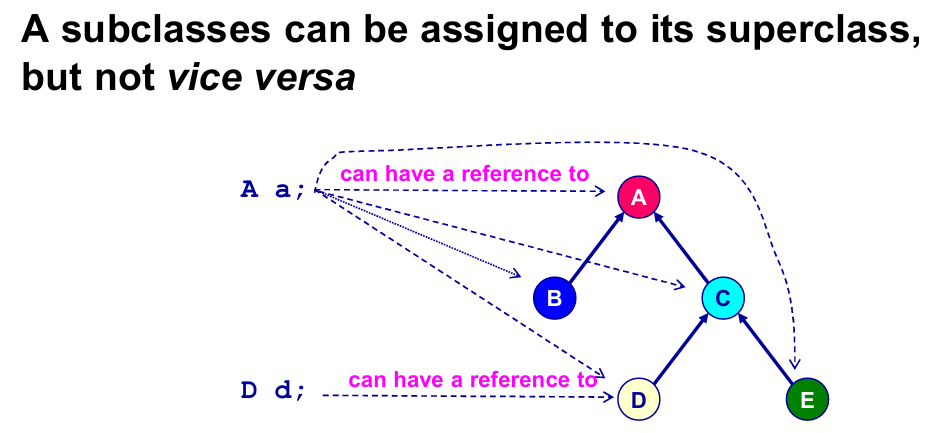 A subclasses can be assigned to its superclass,
but not vice versa
can have a reference to
A a;
A
B
C
can have a reference to
D d;
D
E